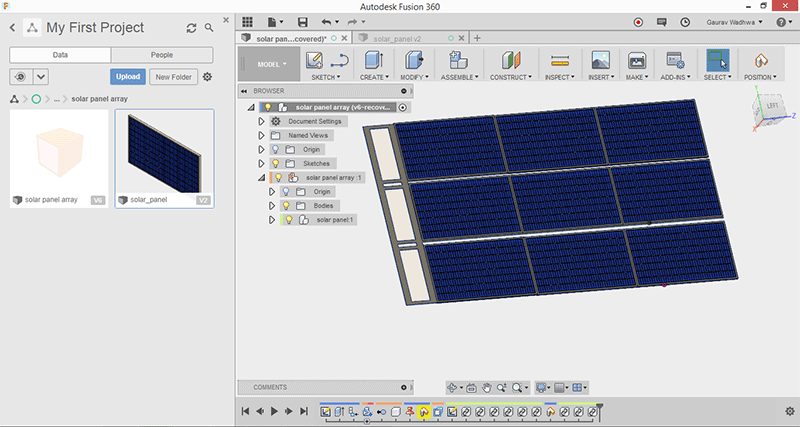 Autodesk Fusion 360
My First Project
Data
People
Upload
New Folder
... > solar panel array
solar panel array
V6
solar_panel
V2
solar pan...covered)*
solar_panel v2
Gaurav Wadhwa
MODEL
SKETCH
CREATE
MODIFY
ASSEMBLE
CONSTRUCT
INSPECT
INSERT
MAKE
ADD-INS
SELECT
POSITION
BROWSER
solar panel array (v6~recov...
Document Settings
Named Views
Origin
Sketches
solar panel array :1
Origin
Bodies
solar panel:1
LEFT
Z
COMMENTS